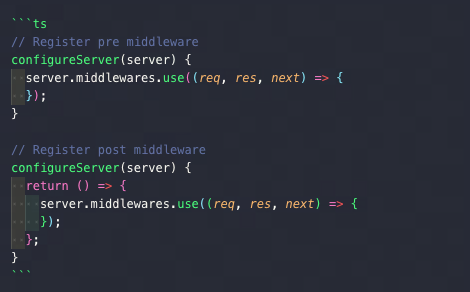 ```ts
// Register pre middleware
configureServer(server) {
  server.middlewares.use((req, res, next) => {
  });
}

// Register post middleware
configureServer(server) {
  return () => {
    server.middlewares.use((req, res, next) => {
    });
  };
}
```